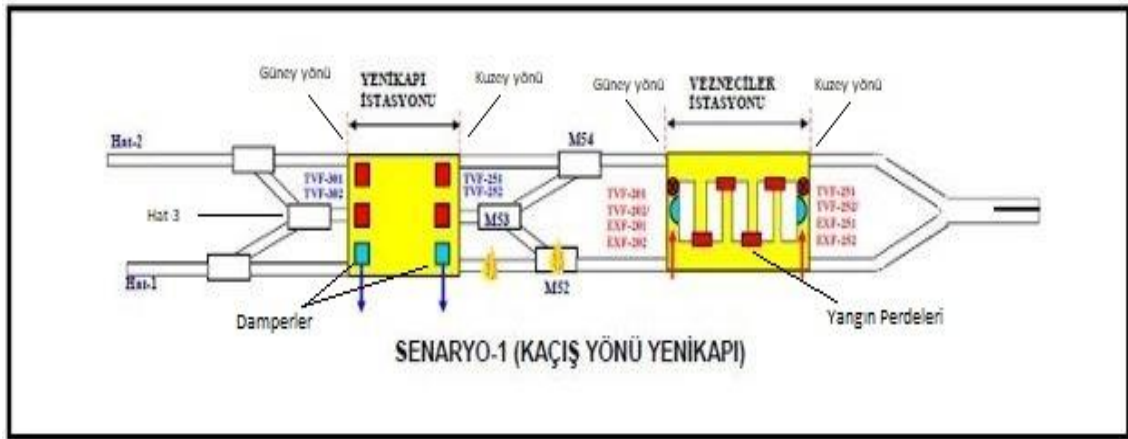 Güney yönü
YENİKAPI
İSTASYONU
Kuzey yönü
Güney yönü
VEZNECİLER
İSTASYONU
Kuzey yönü
Hat-2
M54
TVF-301
TVF-302
TVF-251
TVF-252
TVF-201
TVF-202/
EXF-201
EXF-202
TVF-251
TVF-252/
EXF-251
EXF-252
Hat 3
M53
Hat-1
M52
Damperler
Yangın Perdeleri
SENARYO-1 (KAÇIŞ YÖNÜ YENİKAPI)